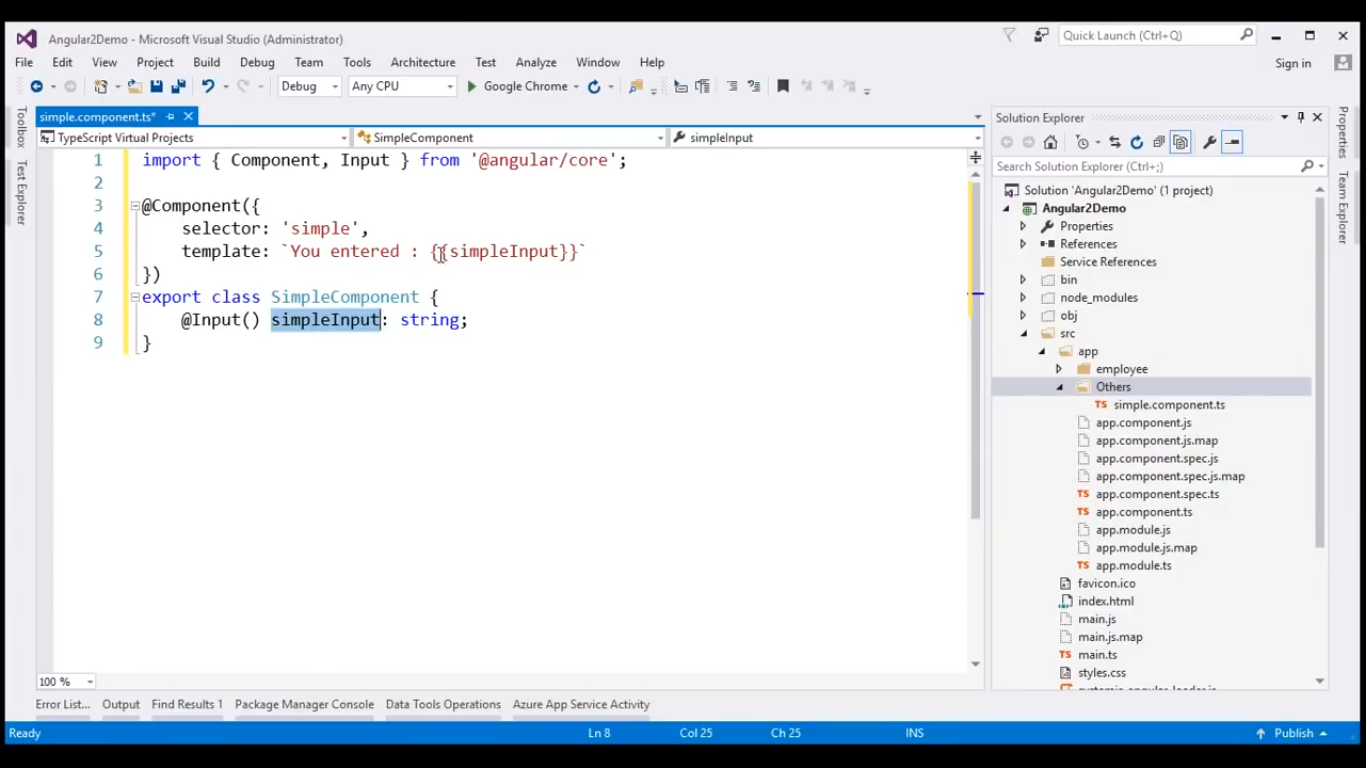 Angular2Demo - Microsoft Visual Studio (Administrator)
Quick Launch (Ctrl+Q)
File Edit View Project Build Debug Team Tools Architecture Test Analyze Window Help
Sign in
Debug Any CPU Google Chrome
Toolbox
Test Explorer
simple.component.ts*
TypeScript Virtual Projects SimpleComponent simpleInput
1 import { Component, Input } from '@angular/core';
2
3 @Component({
4 selector: 'simple',
5 template: `You entered : {{simpleInput}}`
6 })
7 export class SimpleComponent {
8 @Input() simpleInput: string;
9 }
100 %
Solution Explorer
Search Solution Explorer (Ctrl+;)
Solution 'Angular2Demo' (1 project)
Angular2Demo
Properties
References
Service References
bin
node_modules
obj
src
app
employee
Others
TS simple.component.ts
app.component.js
app.component.js.map
app.component.spec.js
app.component.spec.js.map
TS app.component.spec.ts
TS app.component.ts
app.module.js
app.module.js.map
TS app.module.ts
favicon.ico
index.html
main.js
main.js.map
TS main.ts
styles.css
Properties
Team Explorer
Error List... Output Find Results 1 Package Manager Console Data Tools Operations Azure App Service Activity
Ready Ln 8 Col 25 Ch 25 INS Publish